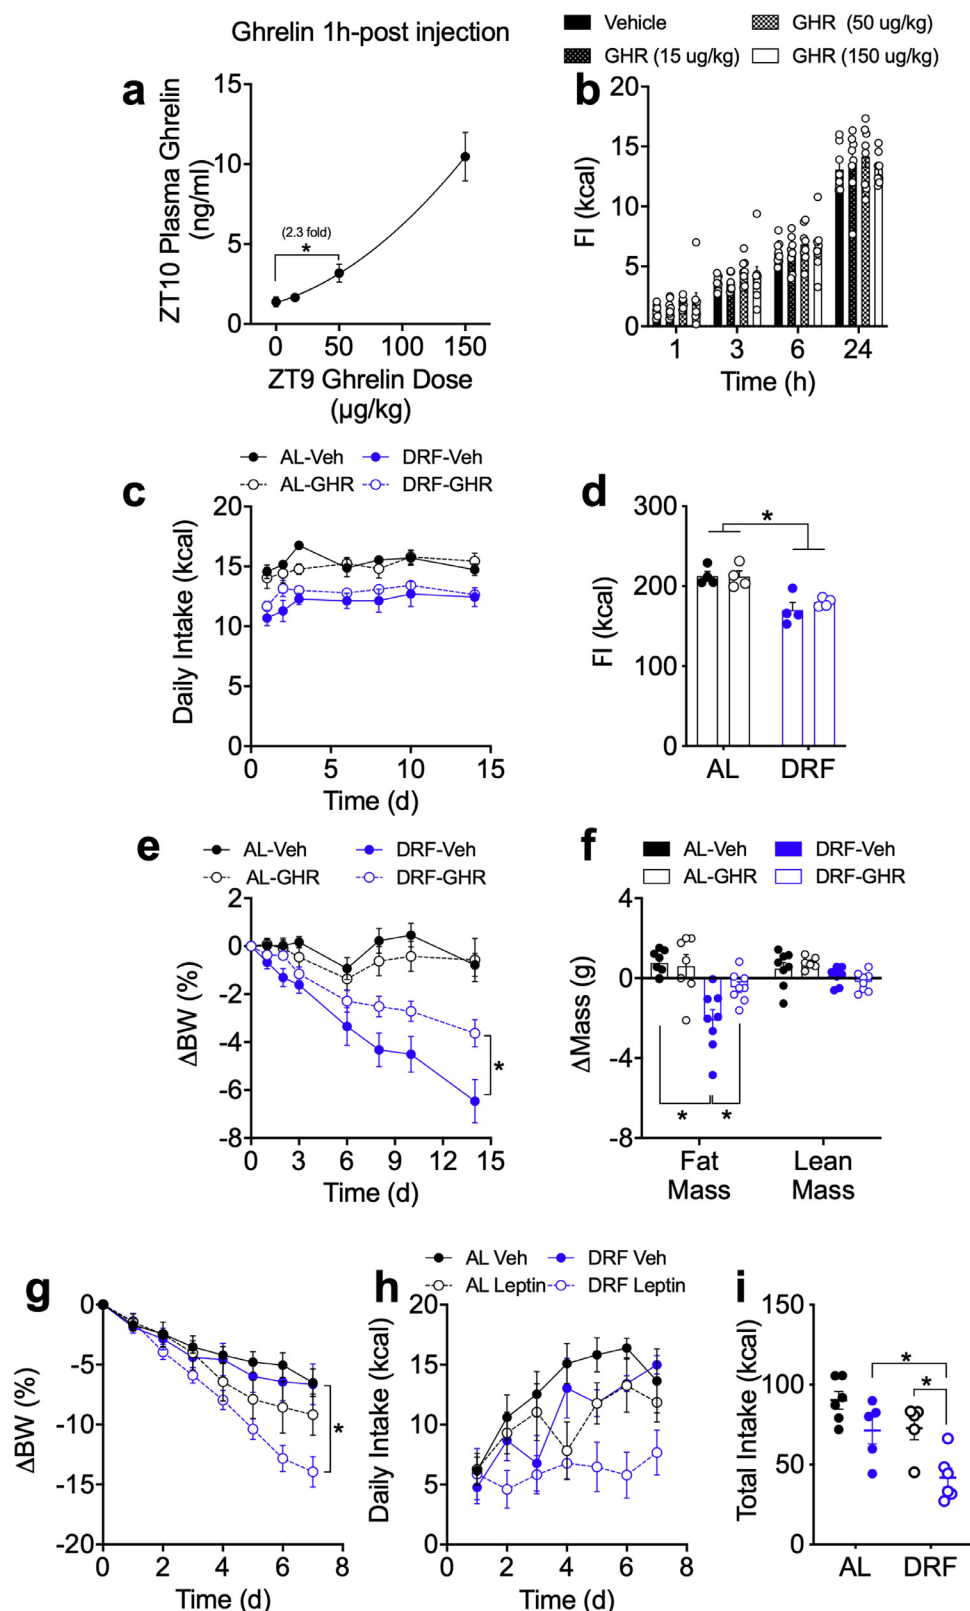 Ghrelin 1h-post injection
Vehicle
GHR (50 ug/kg)
GHR (15 ug/kg)
GHR (150 ug/kg)
a
ZT10 Plasma Ghrelin
(ng/ml)
15
10
5
0
(2.3 fold)
*
0 50 100 150
ZT9 Ghrelin Dose
(µg/kg)
b
FI (kcal)
20
15
10
5
0
1 3 6 24
Time (h)
AL-Veh
DRF-Veh
AL-GHR
DRF-GHR
c
Daily Intake (kcal)
20
15
10
5
0
0 5 10 15
Time (d)
d
FI (kcal)
300
200
100
0
*
AL DRF
AL-Veh
DRF-Veh
AL-GHR
DRF-GHR
e
ΔBW (%)
2
0
-2
-4
-6
-8
*
0 3 6 9 12 15
Time (d)
f
AL-Veh
DRF-Veh
AL-GHR
DRF-GHR
ΔMass (g)
4
0
-4
-8
* *
Fat
Mass
Lean
Mass
g
ΔBW (%)
0
-5
-10
-15
-20
*
0 2 4 6 8
Time (d)
AL Veh
DRF Veh
AL Leptin
DRF Leptin
h
Daily Intake (kcal)
20
15
10
5
0
0 2 4 6 8
Time (d)
i
Total Intake (kcal)
150
100
50
0
*
*
AL DRF